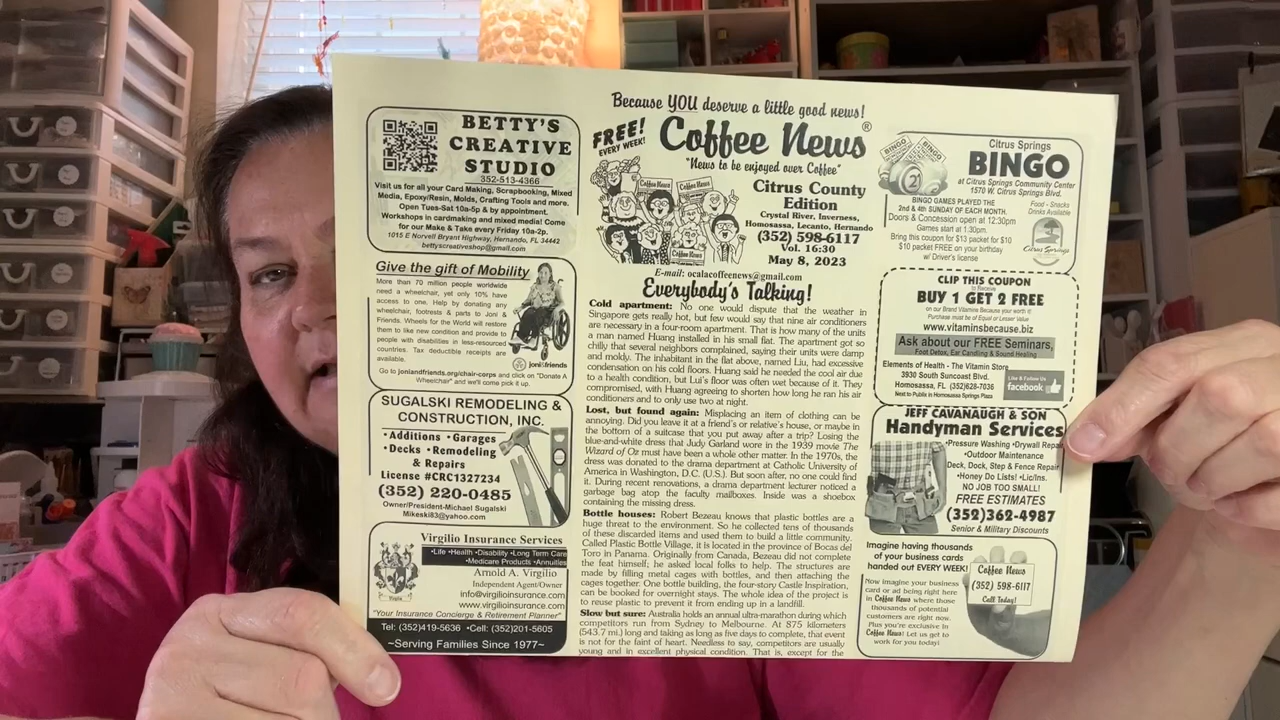 Because YOU deserve a little good news!
FREE!
EVERY WEEK!
Coffee News®
"News to be enjoyed over Coffee"
Coffee News
Coffee News
Coffee News
Citrus County
Edition
Crystal River, Inverness,
Homosassa, Lecanto, Hernando
(352) 598-6117
Vol. 16:30
May 8, 2023
E-mail: ocalacoffeenews@gmail.com
BETTY'S
CREATIVE
STUDIO
352-513-4366
Visit us for all your Card Making, Scrapbooking, Mixed
Media, Epoxy/Resin, Molds, Crafting Tools and more.
Open Tues-Sat 10a-5p & by appointment.
Workshops in cardmaking and mixed media! Come
for our Make & Take every Friday 10a-2p.
1015 E Norvell Bryant Highway, Hernando, FL 34442
bettyscreativeshop@gmail.com
Give the gift of Mobility
More than 70 million people worldwide
need a wheelchair, yet only 10% have
access to one. Help by donating any
wheelchair, footrests & parts to Joni &
Friends. Wheels for the World will restore
them to like new condition and provide to
people with disabilities in less-resourced
countries. Tax deductible receipts are
available.
joni&friends
Go to joniandfriends.org/chair-corps and click on "Donate A
Wheelchair" and we'll come pick it up.
SUGALSKI REMODELING &
CONSTRUCTION, INC.
•Additions •Garages
•Decks •Remodeling
& Repairs
License #CRC1327234
(352) 220-0485
Owner/President-Michael Sugalski
Mikeski83@yahoo.com
Virgilio Insurance Services
•Life •Health •Disability •Long Term Care
•Medicare Products •Annuities
Arnold A. Virgilio
Independent Agent/Owner
info@virgilioinsurance.com
www.virgilioinsurance.com
"Your Insurance Concierge & Retirement Planner"
Tel: (352)419-5636 •Cell: (352)201-5605
~Serving Families Since 1977~
Everybody's Talking!
Cold apartment: No one would dispute that the weather in
Singapore gets really hot, but few would say that nine air conditioners
are necessary in a four-room apartment. That is how many of the units
a man named Huang installed in his small flat. The apartment got so
chilly that several neighbors complained, saying their units were damp
and moldy. The inhabitant in the flat above, named Liu, had excessive
condensation on his cold floors. Huang said he needed the cool air due
to a health condition, but Lui's floor was often wet because of it. They
compromised, with Huang agreeing to shorten how long he ran his air
conditioners and to only use two at night.
Lost, but found again: Misplacing an item of clothing can be
annoying. Did you leave it at a friend's or relative's house, or maybe in
the bottom of a suitcase that you put away after a trip? Losing the
blue-and-white dress that Judy Garland wore in the 1939 movie The
Wizard of Oz must have been a whole other matter. In the 1970s, the
dress was donated to the drama department at Catholic University of
America in Washington, D.C. (U.S.). But soon after, no one could find
it. During recent renovations, a drama department lecturer noticed a
garbage bag atop the faculty mailboxes. Inside was a shoebox
containing the missing dress.
Bottle houses: Robert Bezeau knows that plastic bottles are a
huge threat to the environment. So he collected tens of thousands
of these discarded items and used them to build a little community.
Called Plastic Bottle Village, it is located in the province of Bocas del
Toro in Panama. Originally from Canada, Bezeau did not complete
the feat himself; he asked local folks to help. The structures are
made by filling metal cages with bottles, and then attaching the
cages together. One bottle building, the four-story Castle Inspiration,
can be booked for overnight stays. The whole idea of the project is
to reuse plastic to prevent it from ending up in a landfill.
Slow but sure: Australia holds an annual ultra-marathon during which
competitors run from Sydney to Melbourne. At 875 kilometers
(543.7 mi.) long and taking as long as five days to complete, that event
is not for the faint of heart. Needless to say, competitors are usually
young and in excellent physical condition. That is, except for the
BINGO
BINGO
Citrus Springs
BINGO
at Citrus Springs Community Center
1570 W. Citrus Springs Blvd.
BINGO GAMES PLAYED THE
2nd & 4th SUNDAY OF EACH MONTH.
Doors & Concession open at 12:30pm
Games start at 1:30pm.
Bring this coupon for $13 packet for $10
$10 packet FREE on your birthday
w/ Driver's license
Food - Snacks
Drinks Available
Citrus Springs
CLIP THIS COUPON
to Receive
BUY 1 GET 2 FREE
on our Brand Vitamins Because your worth it!
Purchase must be of Equal or Lesser Value
www.vitaminsbecause.biz
Ask about our FREE Seminars,
Foot Detox, Ear Candling & Sound Healing
Elements of Health - The Vitamin Store
3930 South Suncoast Blvd.
Homosassa, FL (352)628-7036
Next to Publix in Homosassa Springs Plaza
Like & Follow Us
facebook
JEFF CAVANAUGH & SON
Handyman Services
•Pressure Washing •Drywall Repair
•Outdoor Maintenance
Deck, Dock, Step & Fence Repair
•Honey Do Lists! •Lic/Ins.
NO JOB TOO SMALL!
FREE ESTIMATES
(352)362-4987
Senior & Military Discounts
Imagine having thousands
of your business cards
handed out EVERY WEEK!
Now imagine your business
card or ad being right here
in Coffee News where those
thousands of potential
customers are right now.
Plus you're exclusive in
Coffee News! Let us get to
work for you today!
Coffee News
(352) 598-6117
Call Today!